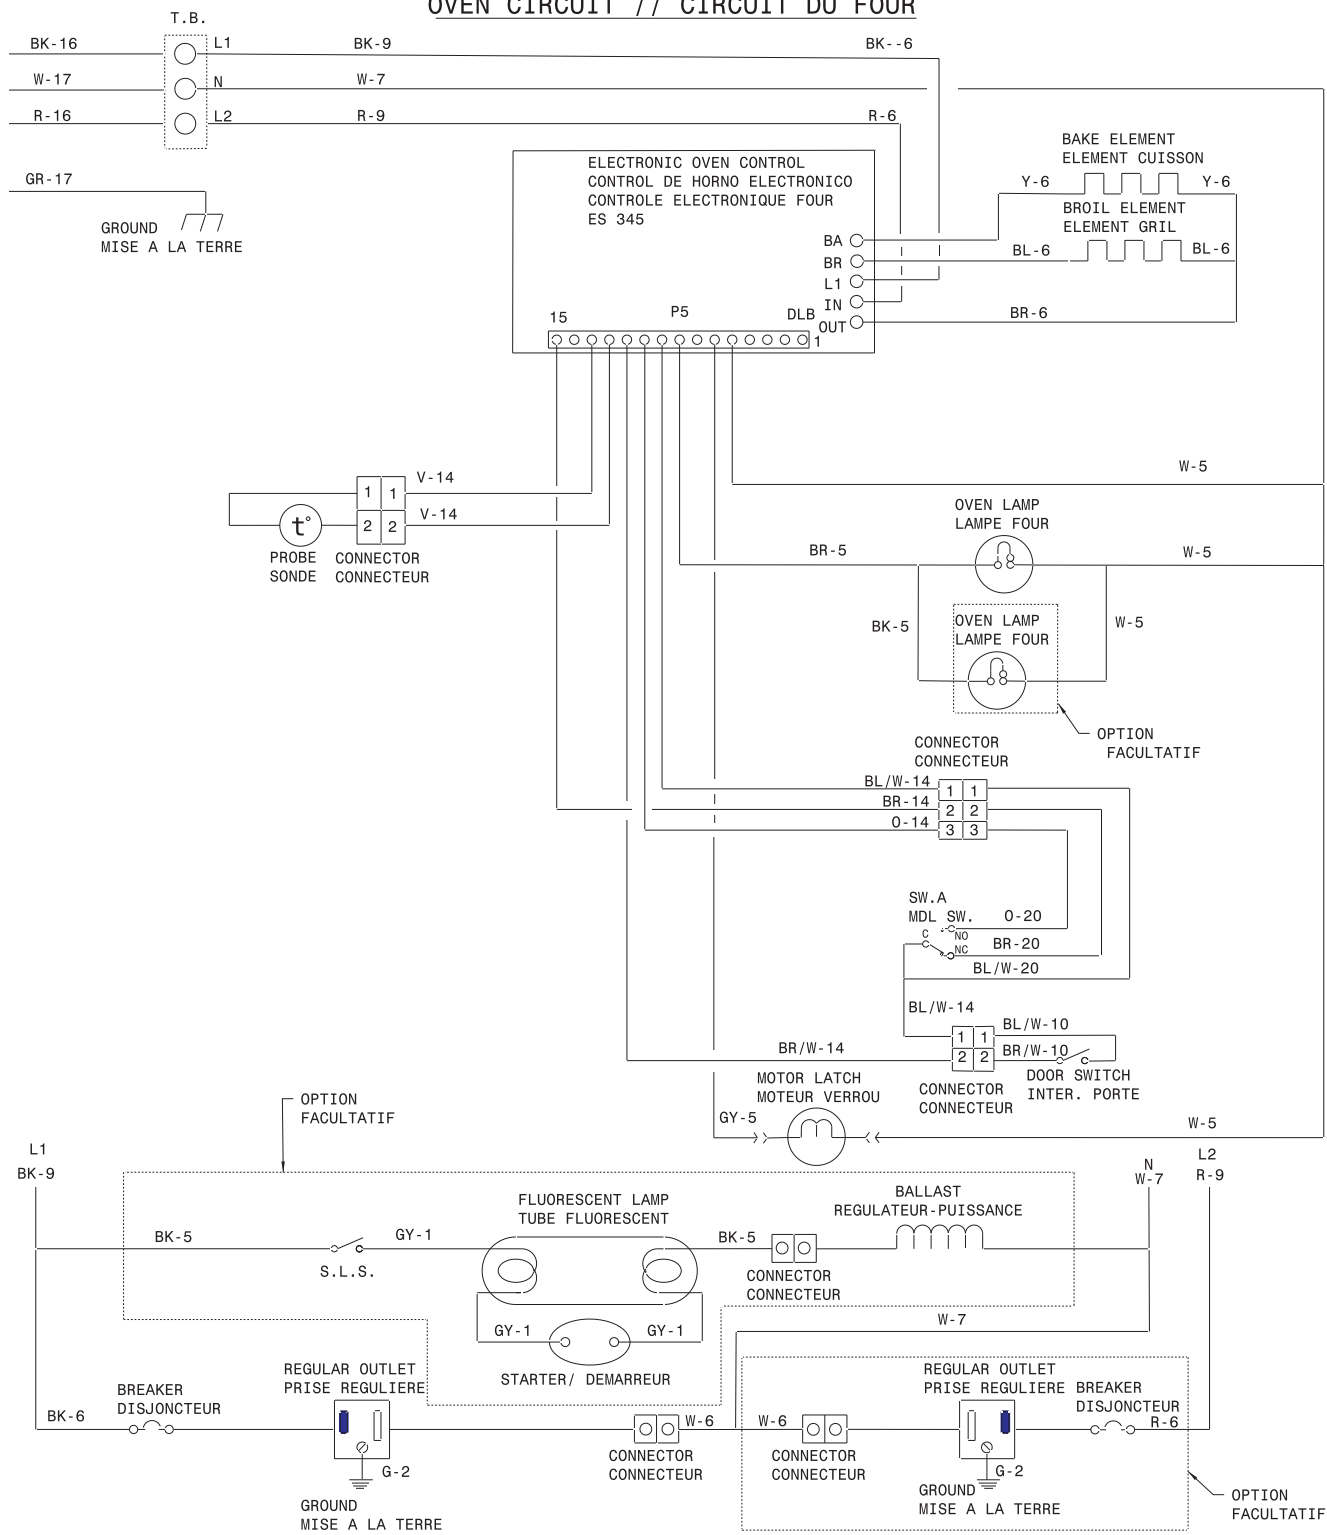 OVEN CIRCUIT // CIRCUIT DU FOUR
T.B.
BK-16
L1
BK-9
BK--6
W-17
N
W-7
R-16
L2
R-9
R-6
GR-17
GROUND
MISE A LA TERRE
ELECTRONIC OVEN CONTROL
CONTROL DE HORNO ELECTRONICO
CONTROLE ELECTRONIQUE FOUR
ES 345
BA
BR
L1
IN
DLB
OUT
15
P5
1
BAKE ELEMENT
ELEMENT CUISSON
Y-6
Y-6
BROIL ELEMENT
ELEMENT GRIL
BL-6
BL-6
BR-6
W-5
V-14
1 1
V-14
2 2
t°
PROBE
SONDE
CONNECTOR
CONNECTEUR
OVEN LAMP
LAMPE FOUR
BR-5
W-5
BK-5
OVEN LAMP
LAMPE FOUR
W-5
OPTION
FACULTATIF
CONNECTOR
CONNECTEUR
BL/W-14
1 1
BR-14
2 2
O-14
3 3
SW.A
MDL SW.
O-20
C
NO
NC
BR-20
BL/W-20
BL/W-14
1 1
BL/W-10
BR/W-14
2 2
BR/W-10
DOOR SWITCH
INTER. PORTE
CONNECTOR
CONNECTEUR
MOTOR LATCH
MOTEUR VERROU
GY-5
W-5
OPTION
FACULTATIF
L1
BK-9
N
W-7
L2
R-9
BK-5
S.L.S.
GY-1
FLUORESCENT LAMP
TUBE FLUORESCENT
BK-5
BALLAST
REGULATEUR-PUISSANCE
CONNECTOR
CONNECTEUR
GY-1
GY-1
STARTER/ DEMARREUR
W-7
BREAKER
DISJONCTEUR
BK-6
REGULAR OUTLET
PRISE REGULIERE
G-2
GROUND
MISE A LA TERRE
W-6
CONNECTOR
CONNECTEUR
W-6
CONNECTOR
CONNECTEUR
REGULAR OUTLET
PRISE REGULIERE
BREAKER
DISJONCTEUR
R-6
G-2
GROUND
MISE A LA TERRE
OPTION
FACULTATIF